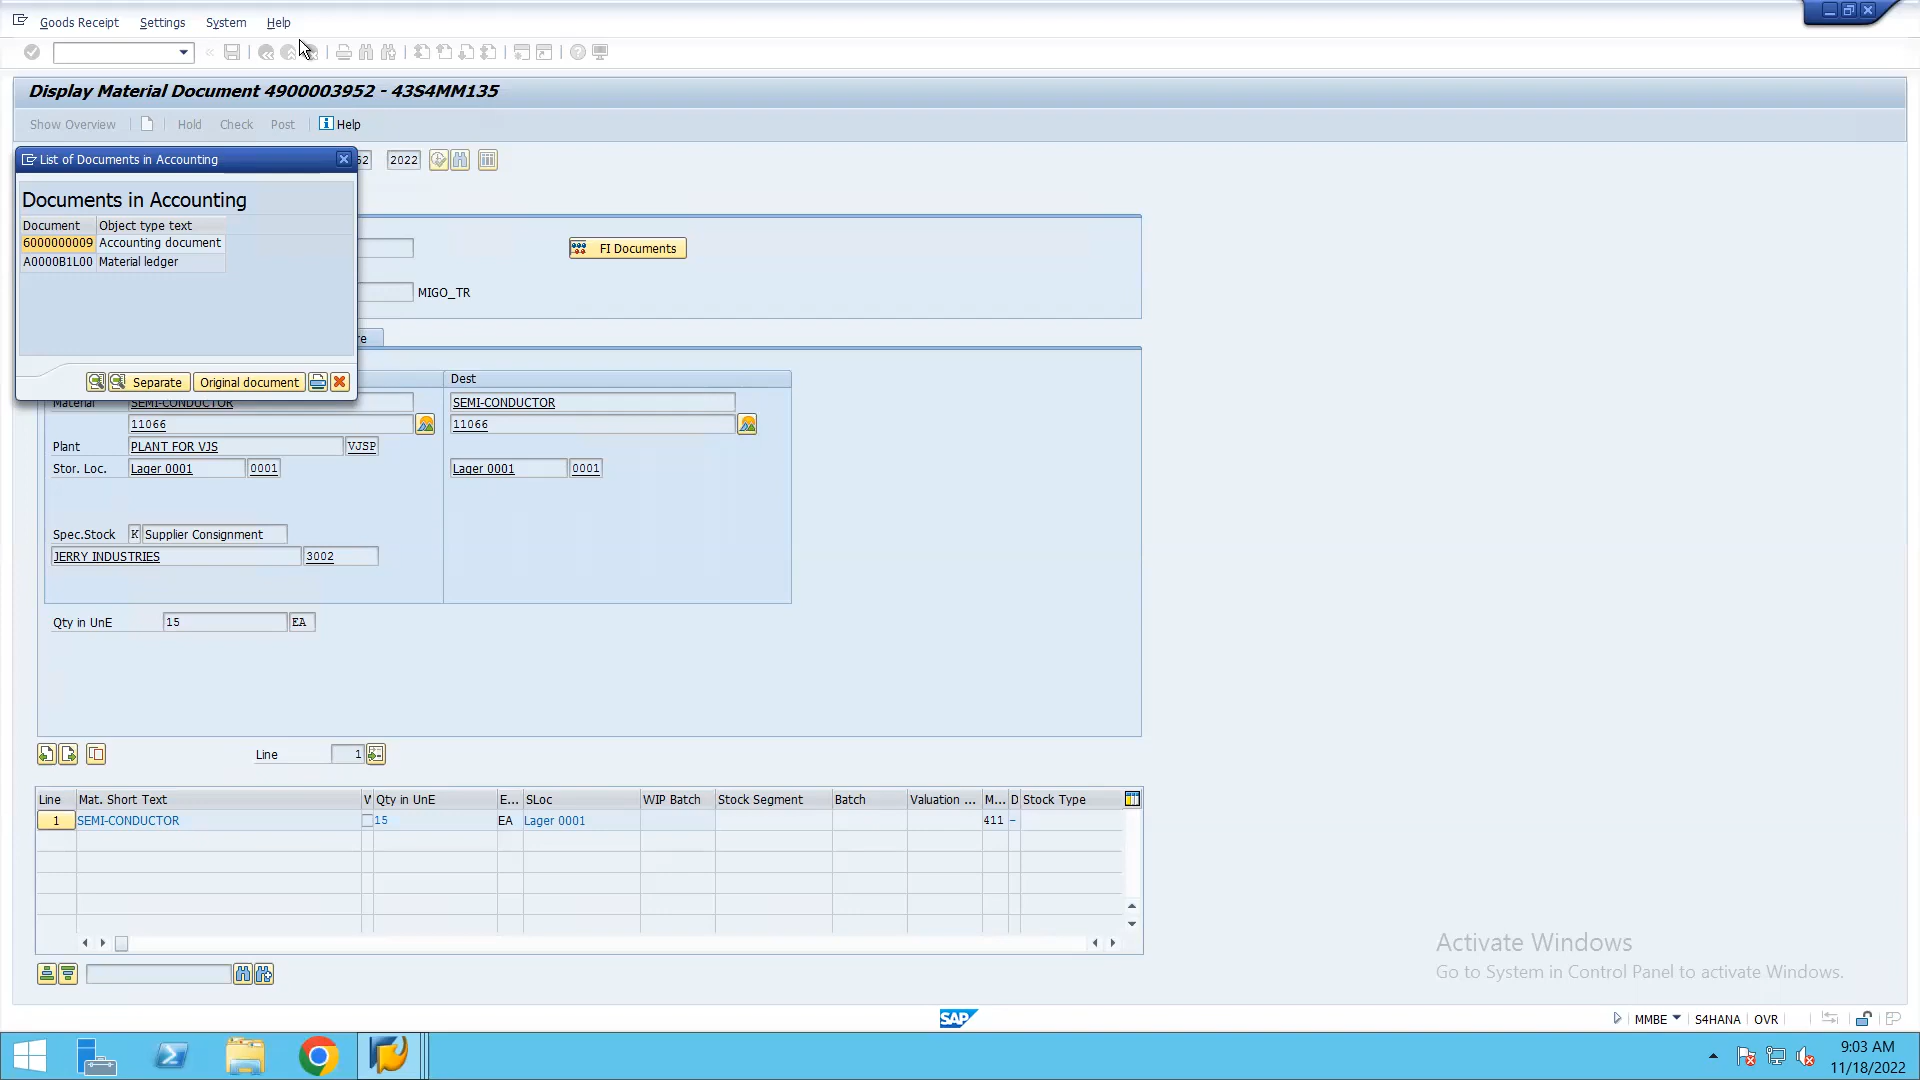 Goods Receipt Settings System Help
Display Material Document 4900003952 - 43S4MM135
Show Overview Hold Check Post Help
List of Documents in Accounting
52 2022
Documents in Accounting
Document Object type text
6000000009 Accounting document
A0000B1L00 Material ledger
FI Documents
MIGO_TR
re
Separate Original document
Dest
Material SEMI-CONDUCTOR SEMI-CONDUCTOR
11066 11066
Plant PLANT FOR VJS VJSP
Stor. Loc. Lager 0001 0001 Lager 0001 0001
Spec.Stock K Supplier Consignment
JERRY INDUSTRIES 3002
Qty in UnE 15 EA
Line 1
Line Mat. Short Text V Qty in UnE E... SLoc WIP Batch Stock Segment Batch Valuation ... M... D Stock Type
1 SEMI-CONDUCTOR 15 EA Lager 0001 411 -
Activate Windows
Go to System in Control Panel to activate Windows.
SAP
MMBE S4HANA OVR
9:03 AM
11/18/2022